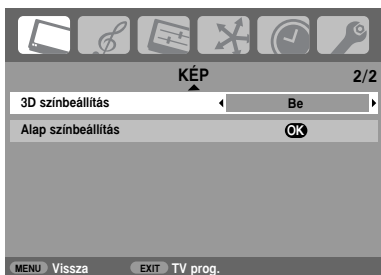 KÉP 2/2
3D színbeállítás Be
Alap színbeállítás OK
MENU Vissza EXIT TV prog.